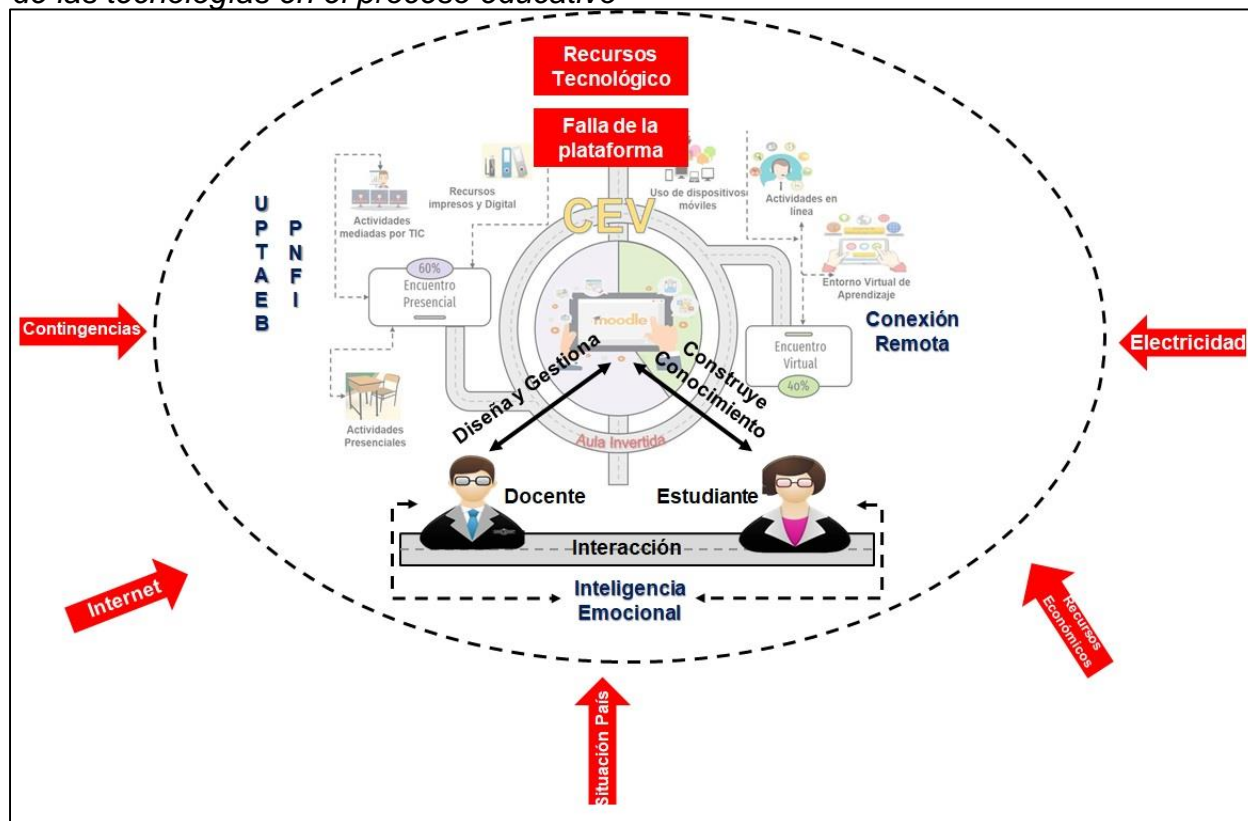 de las tecnologías en el proceso educativo
Recursos
Tecnológico
Falla de la
plataforma
Recursos
impresos y Digital
Uso de dispositivos
móviles
Actividades en
línea
Actividades
mediadas por TIC
UPTAEB
PNFI
CEV
Entorno Virtual de
Aprendizaje
60%
Encuentro
Presencial
moodle
Conexión
Remota
Contingencias
Electricidad
Encuentro
Virtual
40%
Diseña y Gestiona
Construye
Conocimiento
Actividades
Presenciales
Aula Invertida
Docente
Estudiante
Interacción
Inteligencia
Emocional
Internet
Recursos
Económicos
Situación País